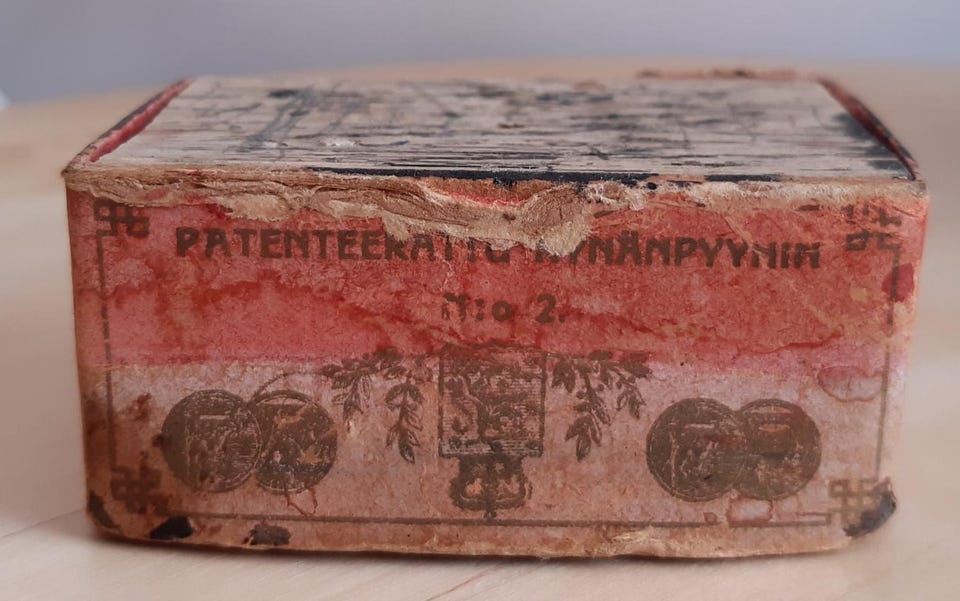 PATENTEERATTU KYNÄNPYYHIN
N:o 2.